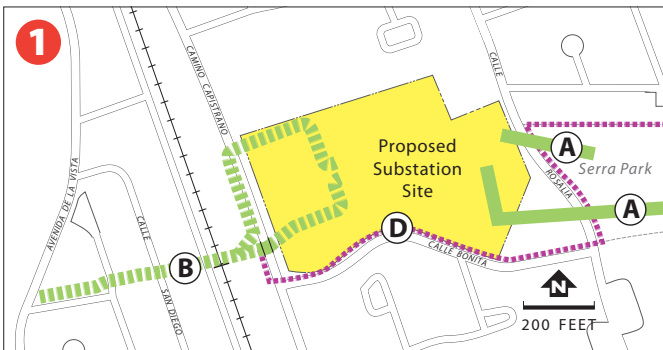 1
CAMINO CAPISTRANO
CALLE
ROSALIA
AVENDA DE LA VISTA
CALLE
SAN DIEGO
Proposed
Substation
Site
A
Serra Park
A
B
D
CALLE BONITA
N
200 FEET